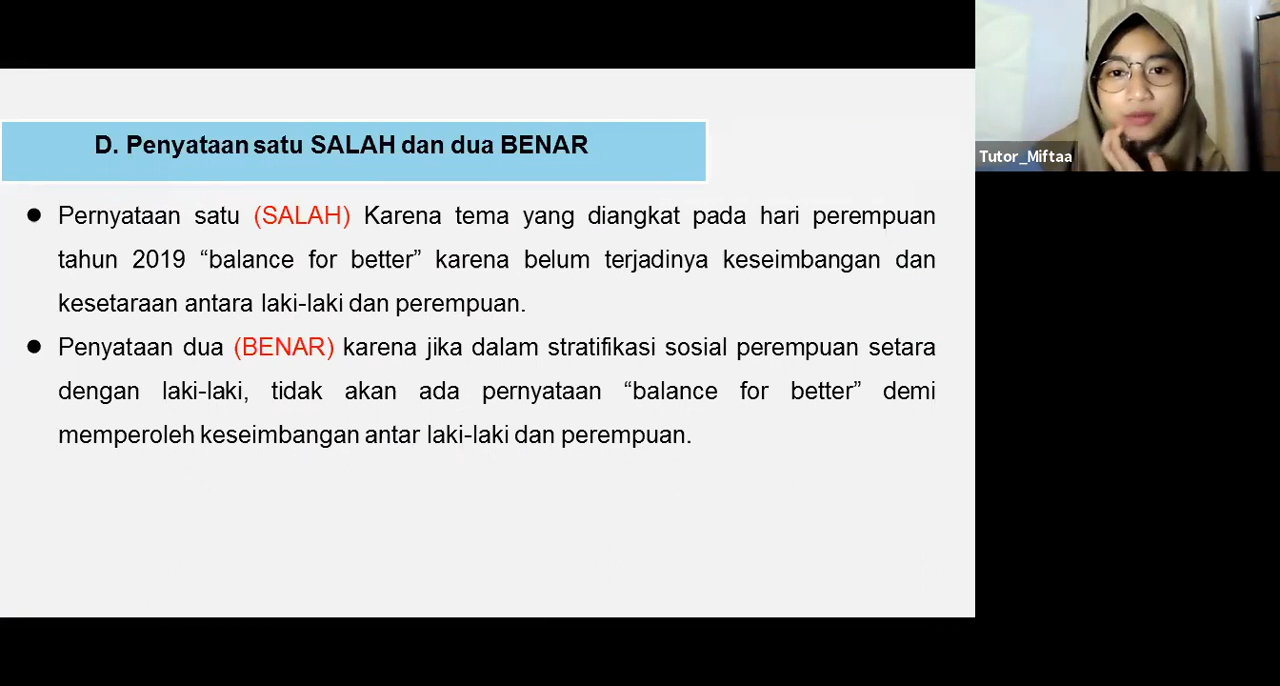 D. Penyataan satu SALAH dan dua BENAR
● Pernyataan satu (SALAH) Karena tema yang diangkat pada hari perempuan
tahun 2019 “balance for better” karena belum terjadinya keseimbangan dan
kesetaraan antara laki-laki dan perempuan.
● Penyataan dua (BENAR) karena jika dalam stratifikasi sosial perempuan setara
dengan laki-laki, tidak akan ada pernyataan “balance for better” demi
memperoleh keseimbangan antar laki-laki dan perempuan.
Tutor_Miftaa